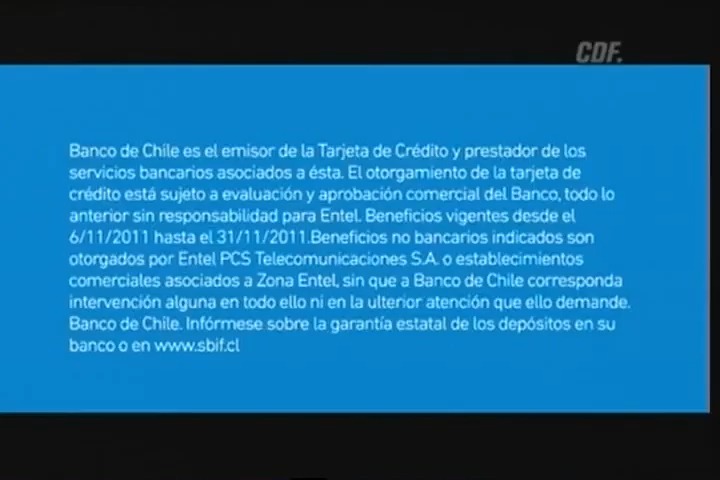 CDF.
Banco de Chile es el emisor de la Tarjeta de Crédito y prestador de los
servicios bancarios asociados a ésta. El otorgamiento de la tarjeta de
crédito está sujeto a evaluación y aprobación comercial del Banco, todo lo
anterior sin responsabilidad para Entel. Beneficios vigentes desde el
6/11/2011 hasta el 31/11/2011.Beneficios no bancarios indicados son
otorgados por Entel PCS Telecomunicaciones S.A. o establecimientos
comerciales asociados a Zona Entel, sin que a Banco de Chile corresponda
intervención alguna en todo ello ni en la ulterior atención que ello demande.
Banco de Chile. Infórmese sobre la garantía estatal de los depósitos en su
banco o en www.sbif.cl